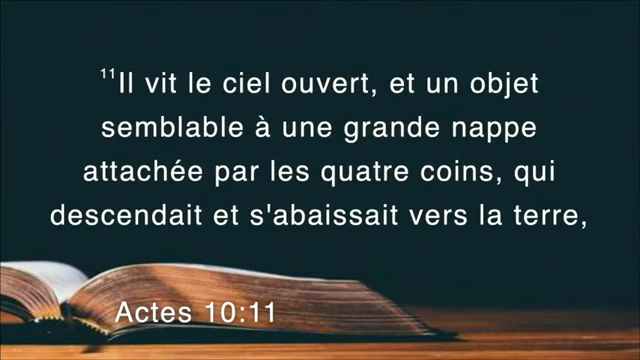 11Il vit le ciel ouvert, et un objet
semblable à une grande nappe
attachée par les quatre coins, qui
descendait et s'abaissait vers la terre,
Actes 10:11